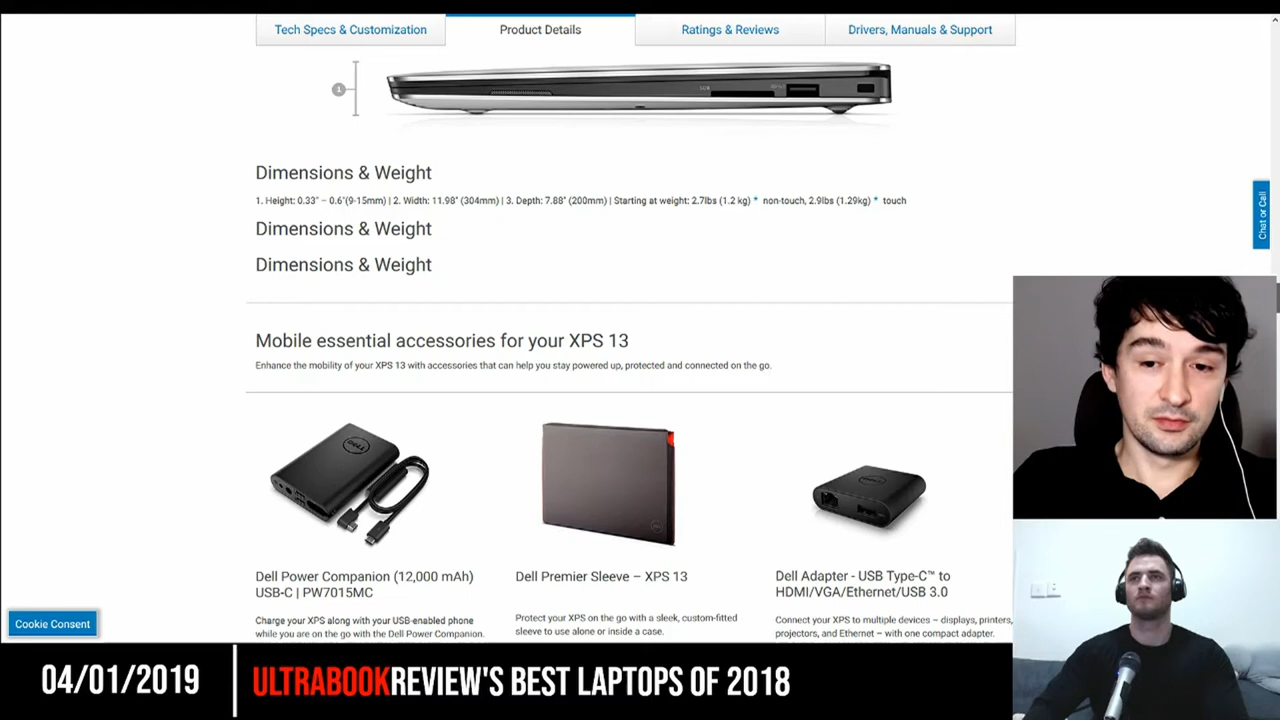 Tech Specs & Customization
Product Details
Ratings & Reviews
Drivers, Manuals & Support
1
Dimensions & Weight
1. Height: 0.33" – 0.6"(9-15mm) | 2. Width: 11.98" (304mm) | 3. Depth: 7.88" (200mm) | Starting at weight: 2.7lbs (1.2 kg) * non-touch, 2.9lbs (1.29kg) * touch
Dimensions & Weight
Dimensions & Weight
Chat or Call
Mobile essential accessories for your XPS 13
Enhance the mobility of your XPS 13 with accessories that can help you stay powered up, protected and connected on the go.
DELL
Dell Power Companion (12,000 mAh)
USB-C | PW7015MC
Charge your XPS along with your USB-enabled phone
while you are on the go with the Dell Power Companion.
Dell Premier Sleeve – XPS 13
Protect your XPS on the go with a sleek, custom-fitted
sleeve to use alone or inside a case.
Dell Adapter - USB Type-C™ to
HDMI/VGA/Ethernet/USB 3.0
Connect your XPS to multiple devices – displays, printers,
projectors, and Ethernet – with one compact adapter.
Cookie Consent
04/01/2019
ULTRABOOKREVIEW'S BEST LAPTOPS OF 2018